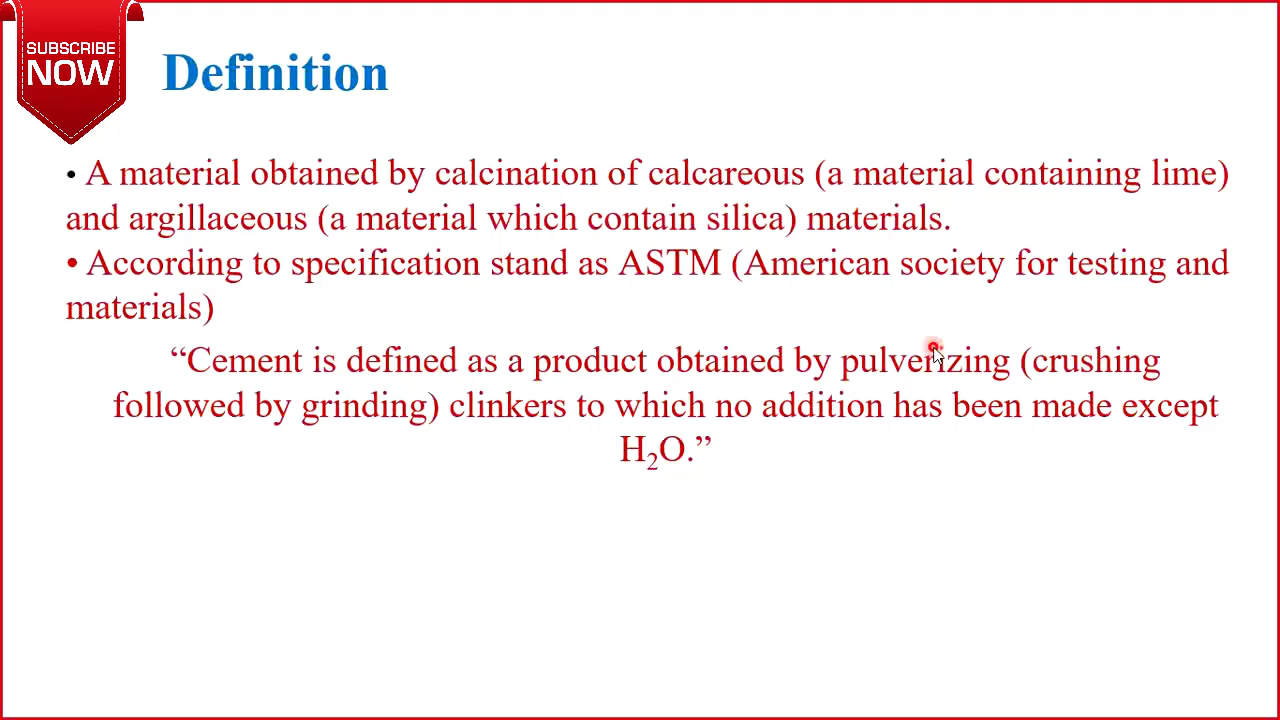 SUBSCRIBE
NOW
Definition
• A material obtained by calcination of calcareous (a material containing lime)
and argillaceous (a material which contain silica) materials.
• According to specification stand as ASTM (American society for testing and
materials)
“Cement is defined as a product obtained by pulverizing (crushing
followed by grinding) clinkers to which no addition has been made except
H₂O.”